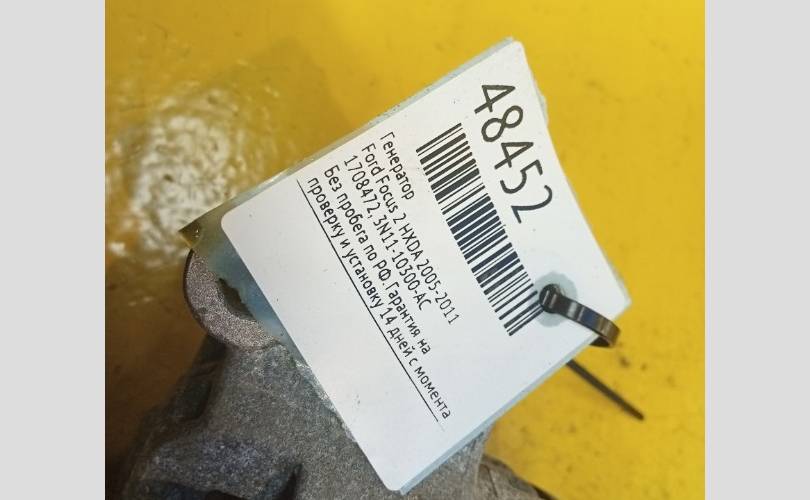 48452
Генератор
Ford Focus 2 HXDA 2005-2011
1708472, 3N11-10300-AC
Без пробега по РФ. Гарантия на
проверку и установку 14 дней с момента